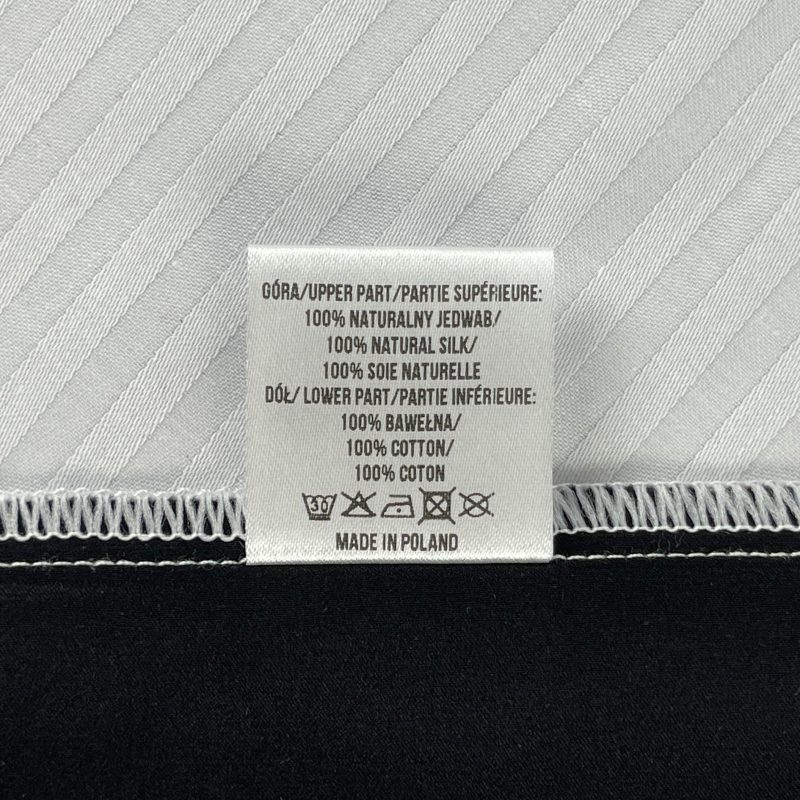 GÓRA/UPPER PART/PARTIE SUPÉRIEURE:
100% NATURALNY JEDWAB/
100% NATURAL SILK/
100% SOIE NATURELLE
DÓŁ/ LOWER PART/PARTIE INFÉRIEURE:
100% BAWEŁNA/
100% COTTON/
100% COTON
30
MADE IN POLAND